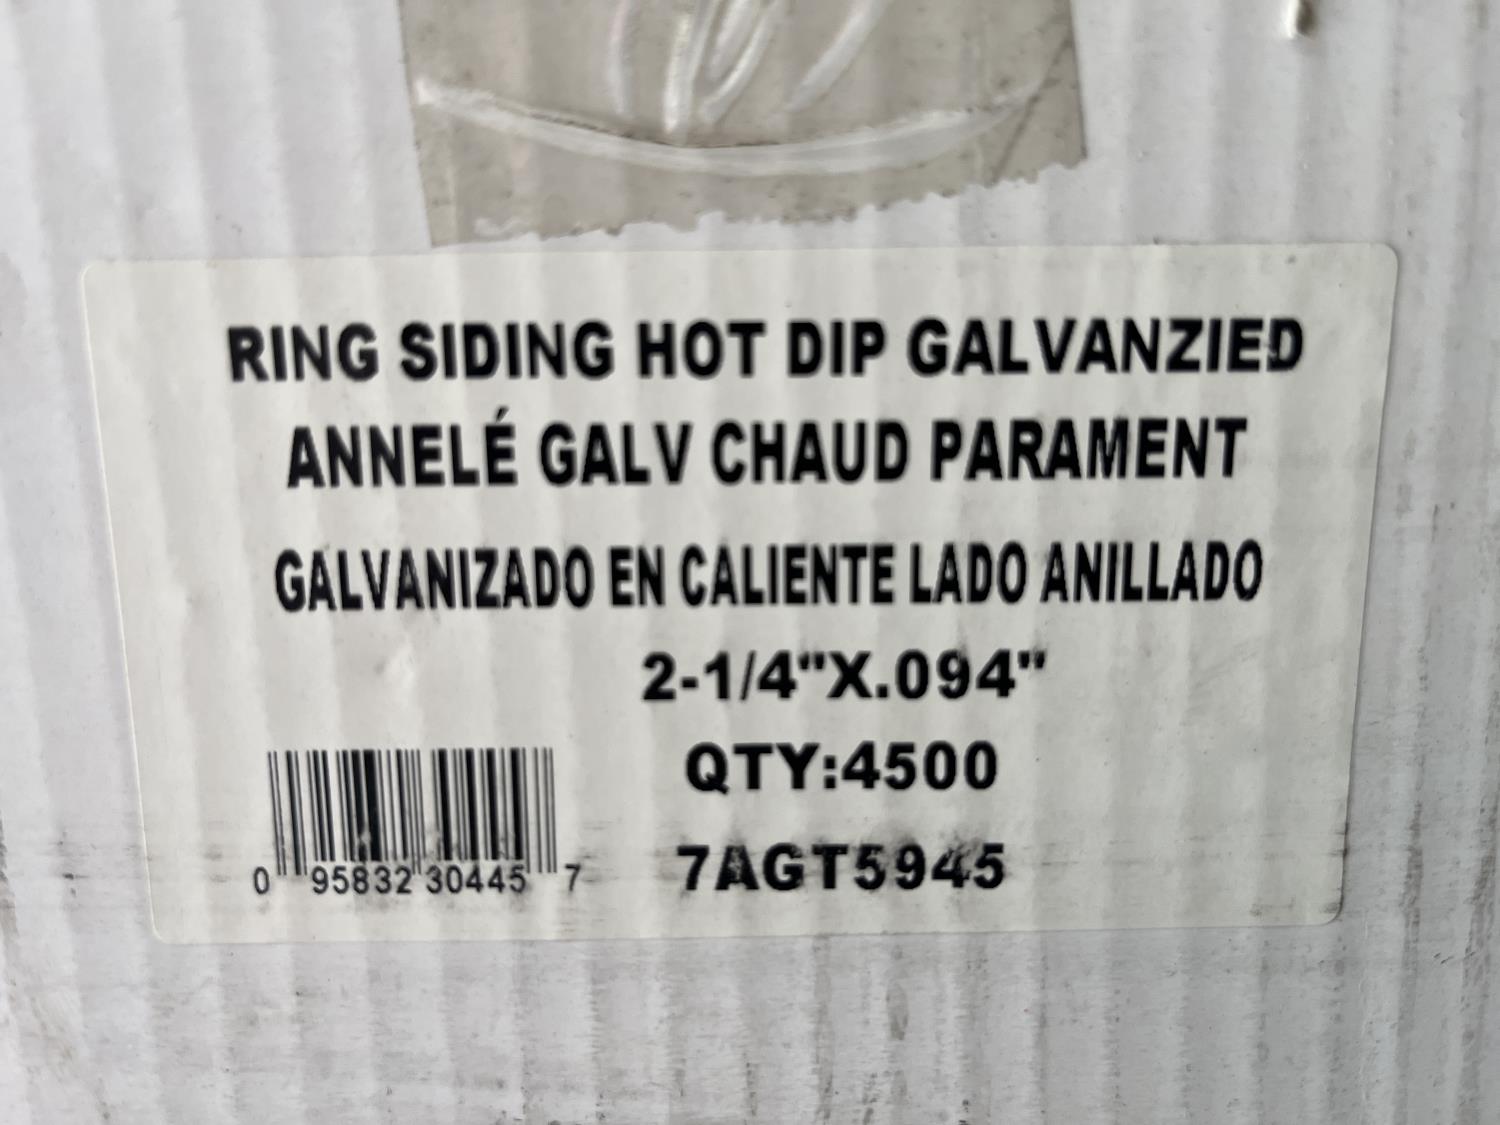 RING SIDING HOT DIP GALVANZIED
ANNELÉ GALV CHAUD PARAMENT
GALVANIZADO EN CALIENTE LADO ANILLADO
2-1/4"X.094"
QTY:4500
7AGT5945
0 95832 30445 7